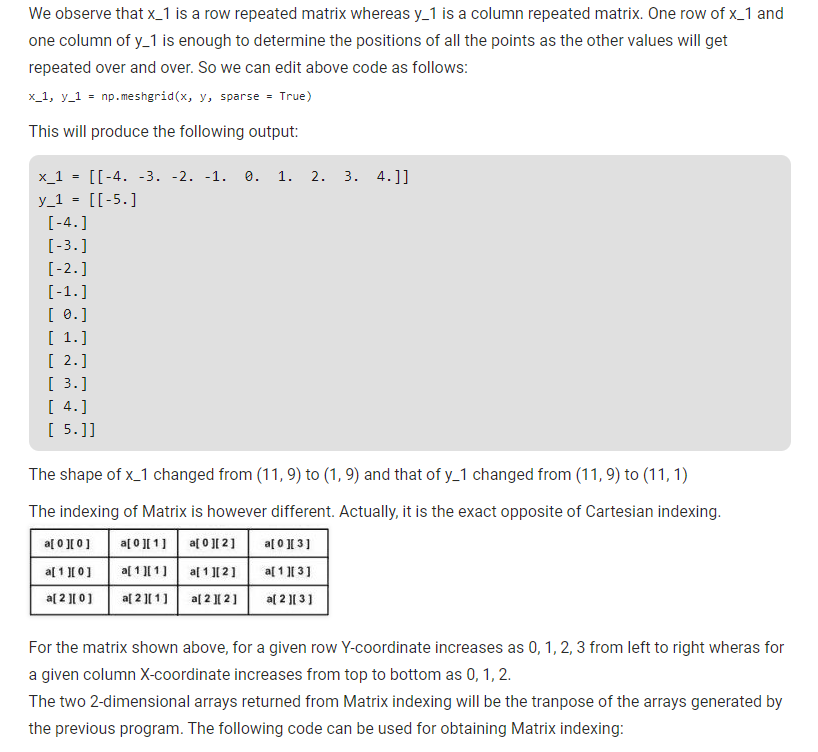 We observe that x_1 is a row repeated matrix whereas y_1 is a column repeated matrix. One row of x_1 and
one column of y_1 is enough to determine the positions of all the points as the other values will get
repeated over and over. So we can edit above code as follows:
x_1, y_1 = np.meshgrid(x, y, sparse = True)
This will produce the following output:
x_1 = [[-4. -3. -2. -1.  0.  1.  2.  3.  4.]]
y_1 = [[-5.]
 [-4.]
 [-3.]
 [-2.]
 [-1.]
 [ 0.]
 [ 1.]
 [ 2.]
 [ 3.]
 [ 4.]
 [ 5.]]
The shape of x_1 changed from (11, 9) to (1, 9) and that of y_1 changed from (11, 9) to (11, 1)
The indexing of Matrix is however different. Actually, it is the exact opposite of Cartesian indexing.
a[ 0 ][ 0 ] a[ 0 ][ 1 ] a[ 0 ][ 2 ] a[ 0 ][ 3 ]
a[ 1 ][ 0 ] a[ 1 ][ 1 ] a[ 1 ][ 2 ] a[ 1 ][ 3 ]
a[ 2 ][ 0 ] a[ 2 ][ 1 ] a[ 2 ][ 2 ] a[ 2 ][ 3 ]
For the matrix shown above, for a given row Y-coordinate increases as 0, 1, 2, 3 from left to right wheras for
a given column X-coordinate increases from top to bottom as 0, 1, 2.
The two 2-dimensional arrays returned from Matrix indexing will be the tranpose of the arrays generated by
the previous program. The following code can be used for obtaining Matrix indexing: